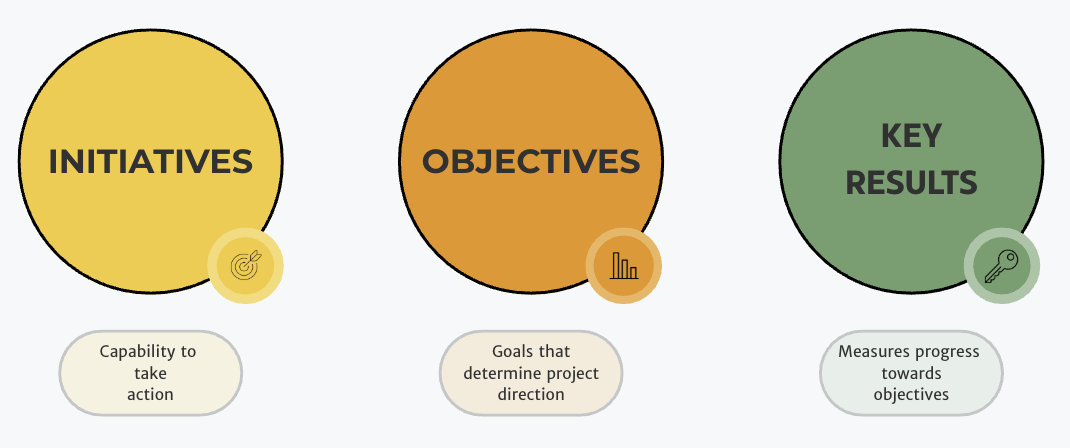 INITIATIVES
OBJECTIVES
KEY
RESULTS
Capability to
take
action
Goals that
determine project
direction
Measures progress
towards
objectives